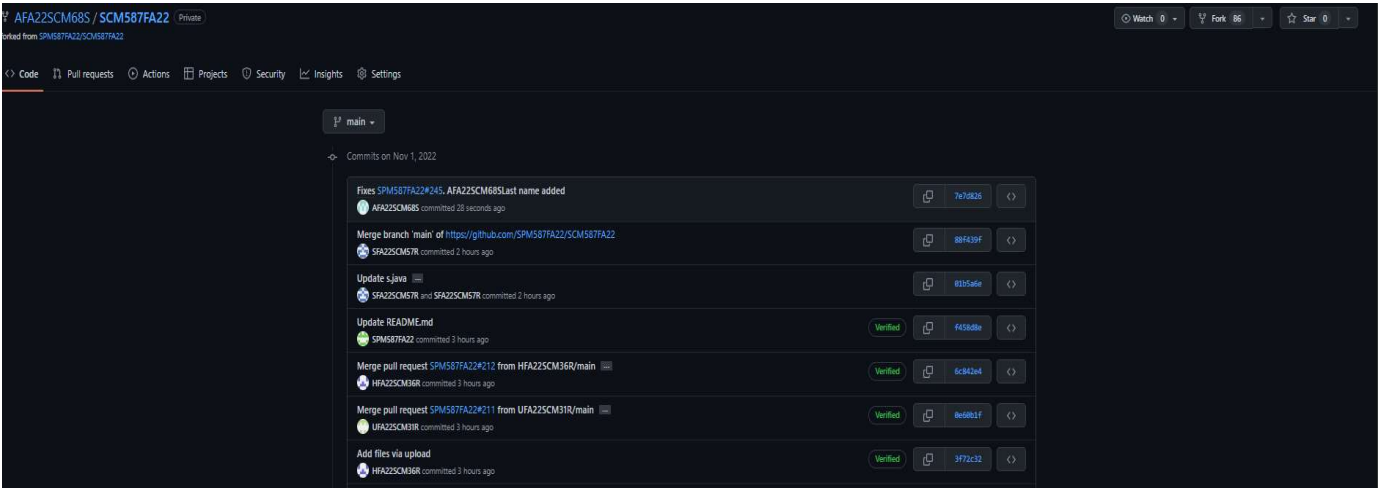 AFA22SCM68S / SCM587FA22 Private
Watch 0 Fork 86 Star 0
orked from SPM587FA22/SCM587FA22
Code Pull requests Actions Projects Security Insights Settings
main
Commits on Nov 1, 2022
Fixes SPM587FA22#245. AFA22SCM68SLast name added
7e7d826
AFA22SCM68S committed 28 seconds ago
Merge branch 'main' of https://github.com/SPM587FA22/SCM587FA22
88f439f
SFA22SCM57R committed 2 hours ago
Update s.java ...
01b5a6e
SFA22SCM57R and SFA22SCM57R committed 2 hours ago
Update README.md
Verified f458d8e
SPM587FA22 committed 3 hours ago
Merge pull request SPM587FA22#212 from HFA22SCM36R/main ...
Verified 6c842e4
HFA22SCM36R committed 3 hours ago
Merge pull request SPM587FA22#211 from UFA22SCM31R/main ...
Verified 0e60b1f
UFA22SCM31R committed 3 hours ago
Add files via upload
Verified 3f72c32
HFA22SCM36R committed 3 hours ago